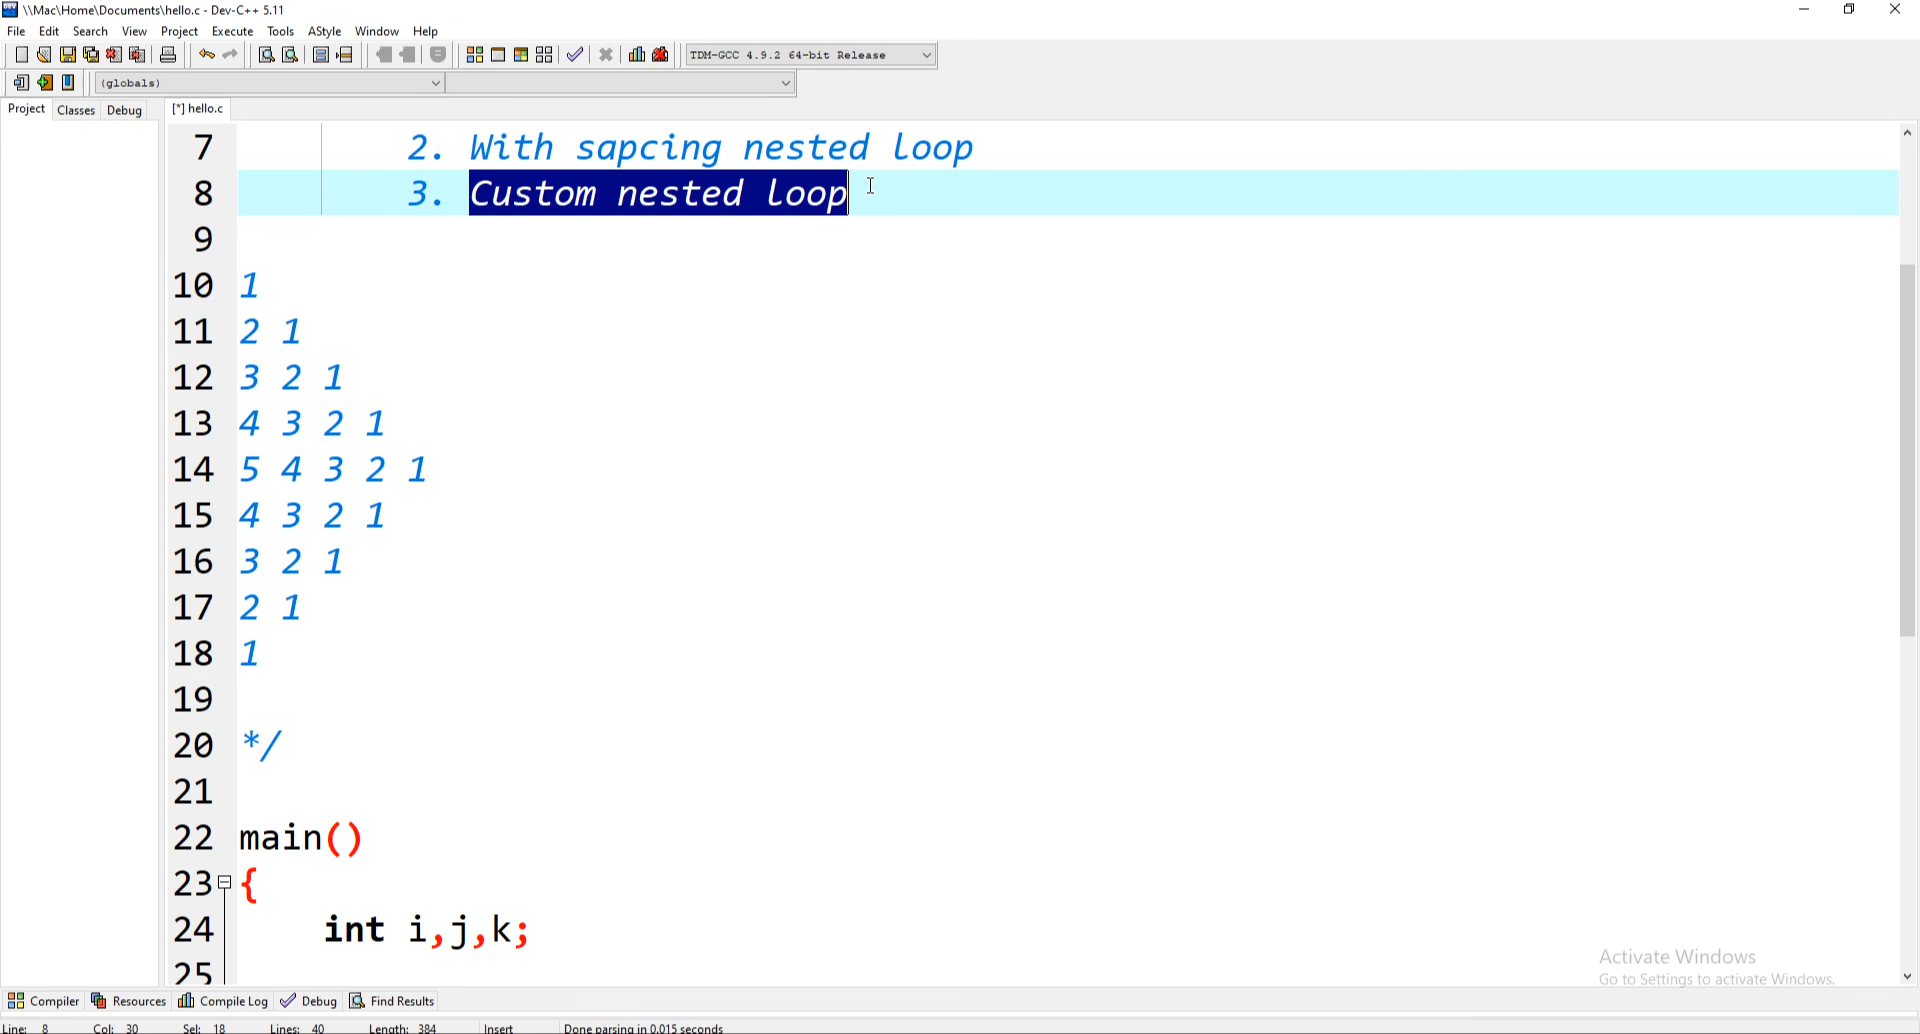 \\Mac\Home\Documents\hello.c - Dev-C++ 5.11
File Edit Search View Project Execute Tools AStyle Window Help
TDM-GCC 4.9.2 64-bit Release
(globals)
Project Classes Debug [*] hello.c
7 2. With sapcing nested loop
8 3. Custom nested loop
9
10 1
11 2 1
12 3 2 1
13 4 3 2 1
14 5 4 3 2 1
15 4 3 2 1
16 3 2 1
17 2 1
18 1
19
20 */
21
22 main()
23 {
24 int i,j,k;
25
Activate Windows
Go to Settings to activate Windows.
Compiler Resources Compile Log Debug Find Results
Line: 8 Col: 30 Sel: 18 Lines: 40 Length: 384 Insert Done parsing in 0.015 seconds